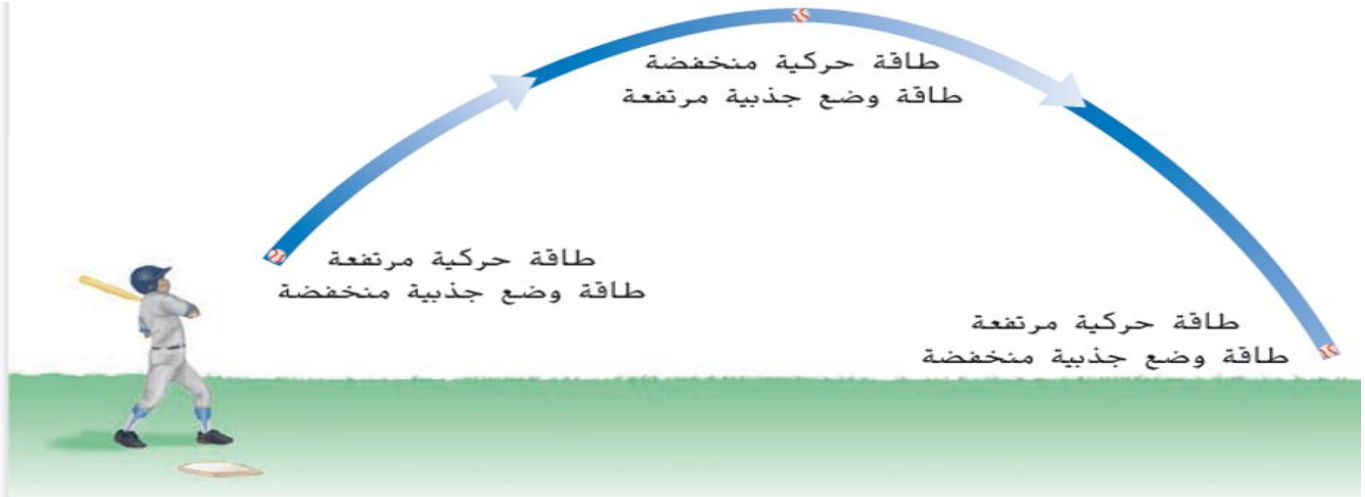 طاقة حركية منخفضة
طاقة وضع جذبية مرتفعة
طاقة حركية مرتفعة
طاقة وضع جذبية منخفضة
طاقة حركية مرتفعة
طاقة وضع جذبية منخفضة